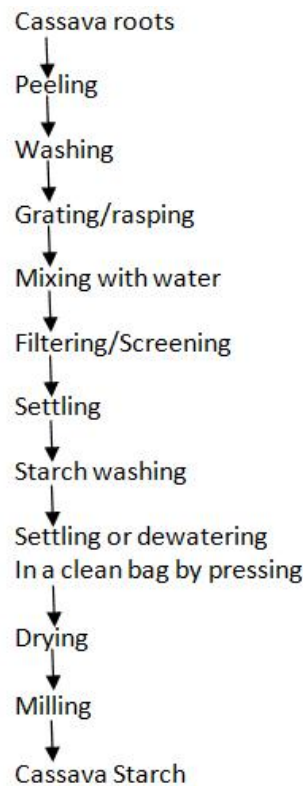 Cassava roots
Peeling
Washing
Grating/rasping
Mixing with water
Filtering/Screening
Settling
Starch washing
Settling or dewatering
In a clean bag by pressing
Drying
Milling
Cassava Starch